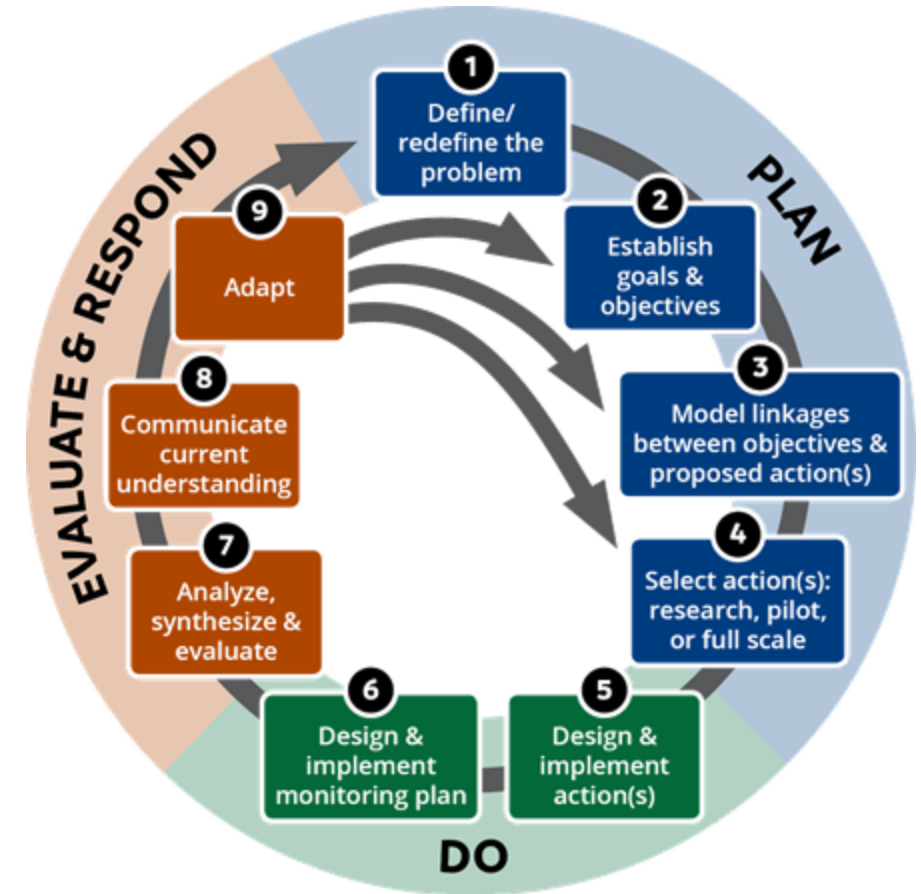 1
Define/
redefine the
problem
2
Establish
goals &
objectives
3
Model linkages
between objectives &
proposed action(s)
4
Select action(s):
research, pilot,
or full scale
5
Design &
implement
action(s)
6
Design &
implement
monitoring plan
7
Analyze,
synthesize &
evaluate
8
Communicate
current
understanding
9
Adapt
PLAN
DO
EVALUATE & RESPOND